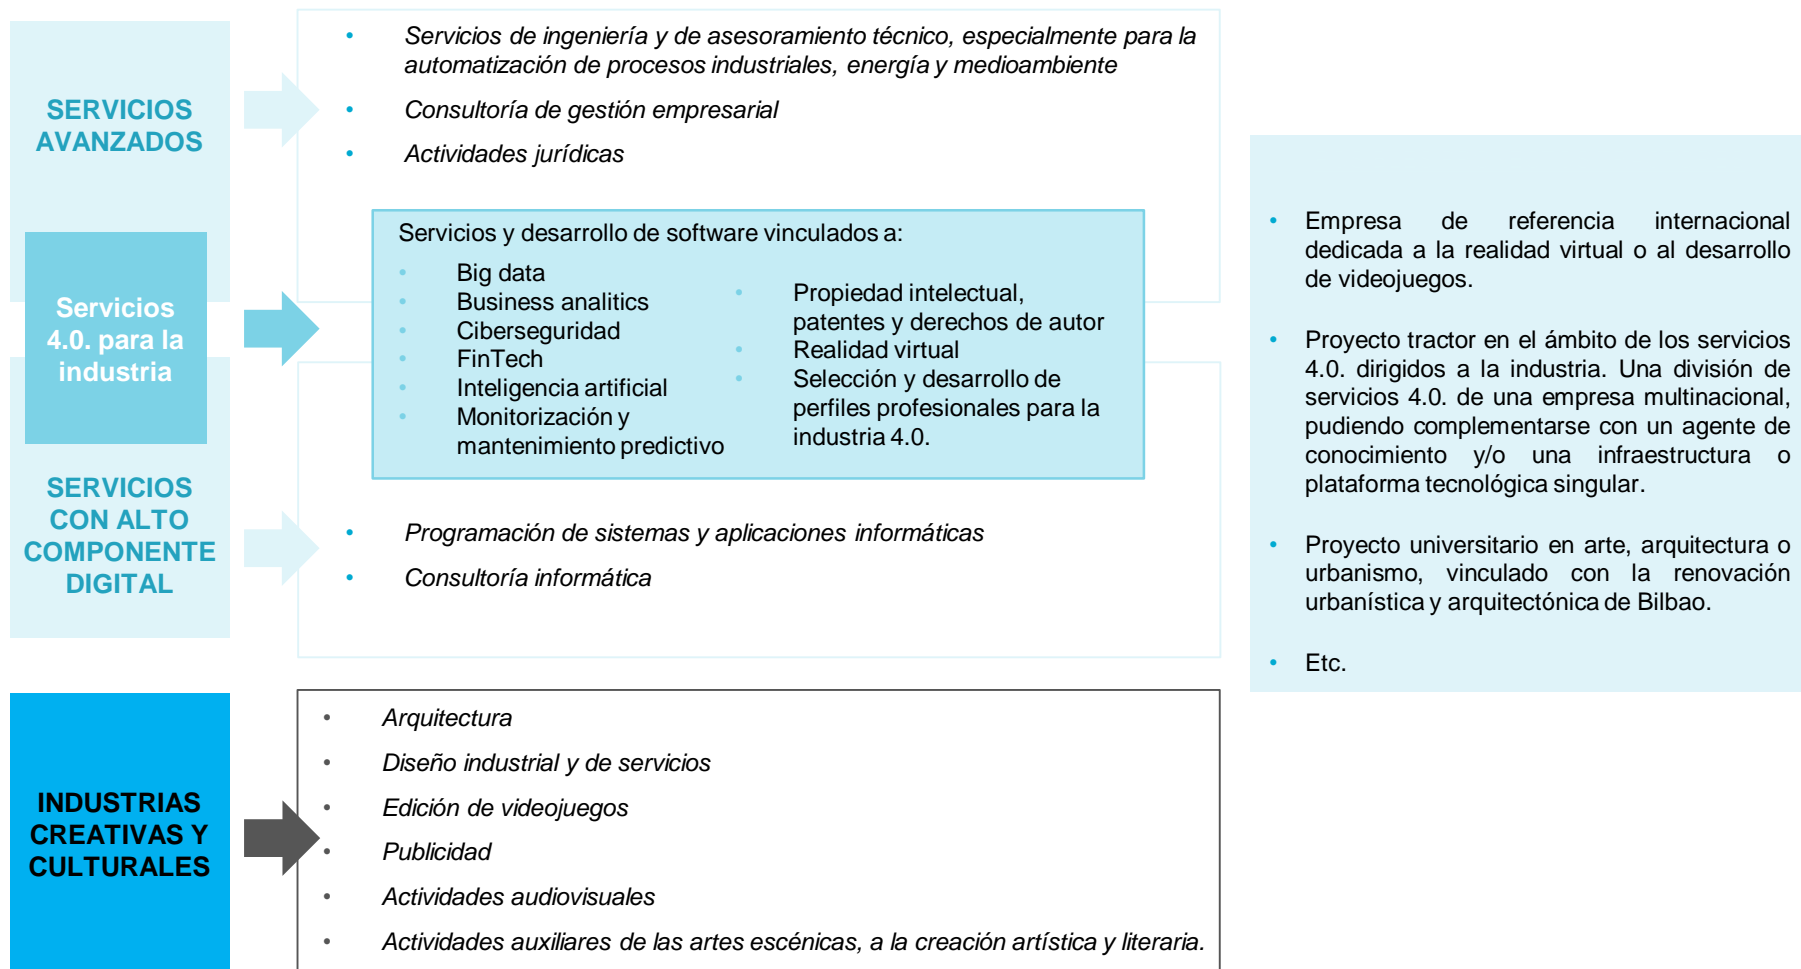 SERVICIOS
AVANZADOS
• Servicios de ingeniería y de asesoramiento técnico, especialmente para la
automatización de procesos industriales, energía y medioambiente
• Consultoría de gestión empresarial
• Actividades jurídicas
Servicios
4.0. para la
industria
Servicios y desarrollo de software vinculados a:
• Big data
• Business analitics
• Ciberseguridad
• FinTech
• Inteligencia artificial
• Monitorización y
mantenimiento predictivo
• Propiedad intelectual,
patentes y derechos de autor
• Realidad virtual
• Selección y desarrollo de
perfiles profesionales para la
industria 4.0.
SERVICIOS
CON ALTO
COMPONENTE
DIGITAL
• Programación de sistemas y aplicaciones informáticas
• Consultoría informática
INDUSTRIAS
CREATIVAS Y
CULTURALES
• Arquitectura
• Diseño industrial y de servicios
• Edición de videojuegos
• Publicidad
• Actividades audiovisuales
• Actividades auxiliares de las artes escénicas, a la creación artística y literaria.
• Empresa de referencia internacional
dedicada a la realidad virtual o al desarrollo
de videojuegos.
• Proyecto tractor en el ámbito de los servicios
4.0. dirigidos a la industria. Una división de
servicios 4.0. de una empresa multinacional,
pudiendo complementarse con un agente de
conocimiento y/o una infraestructura o
plataforma tecnológica singular.
• Proyecto universitario en arte, arquitectura o
urbanismo, vinculado con la renovación
urbanística y arquitectónica de Bilbao.
• Etc.